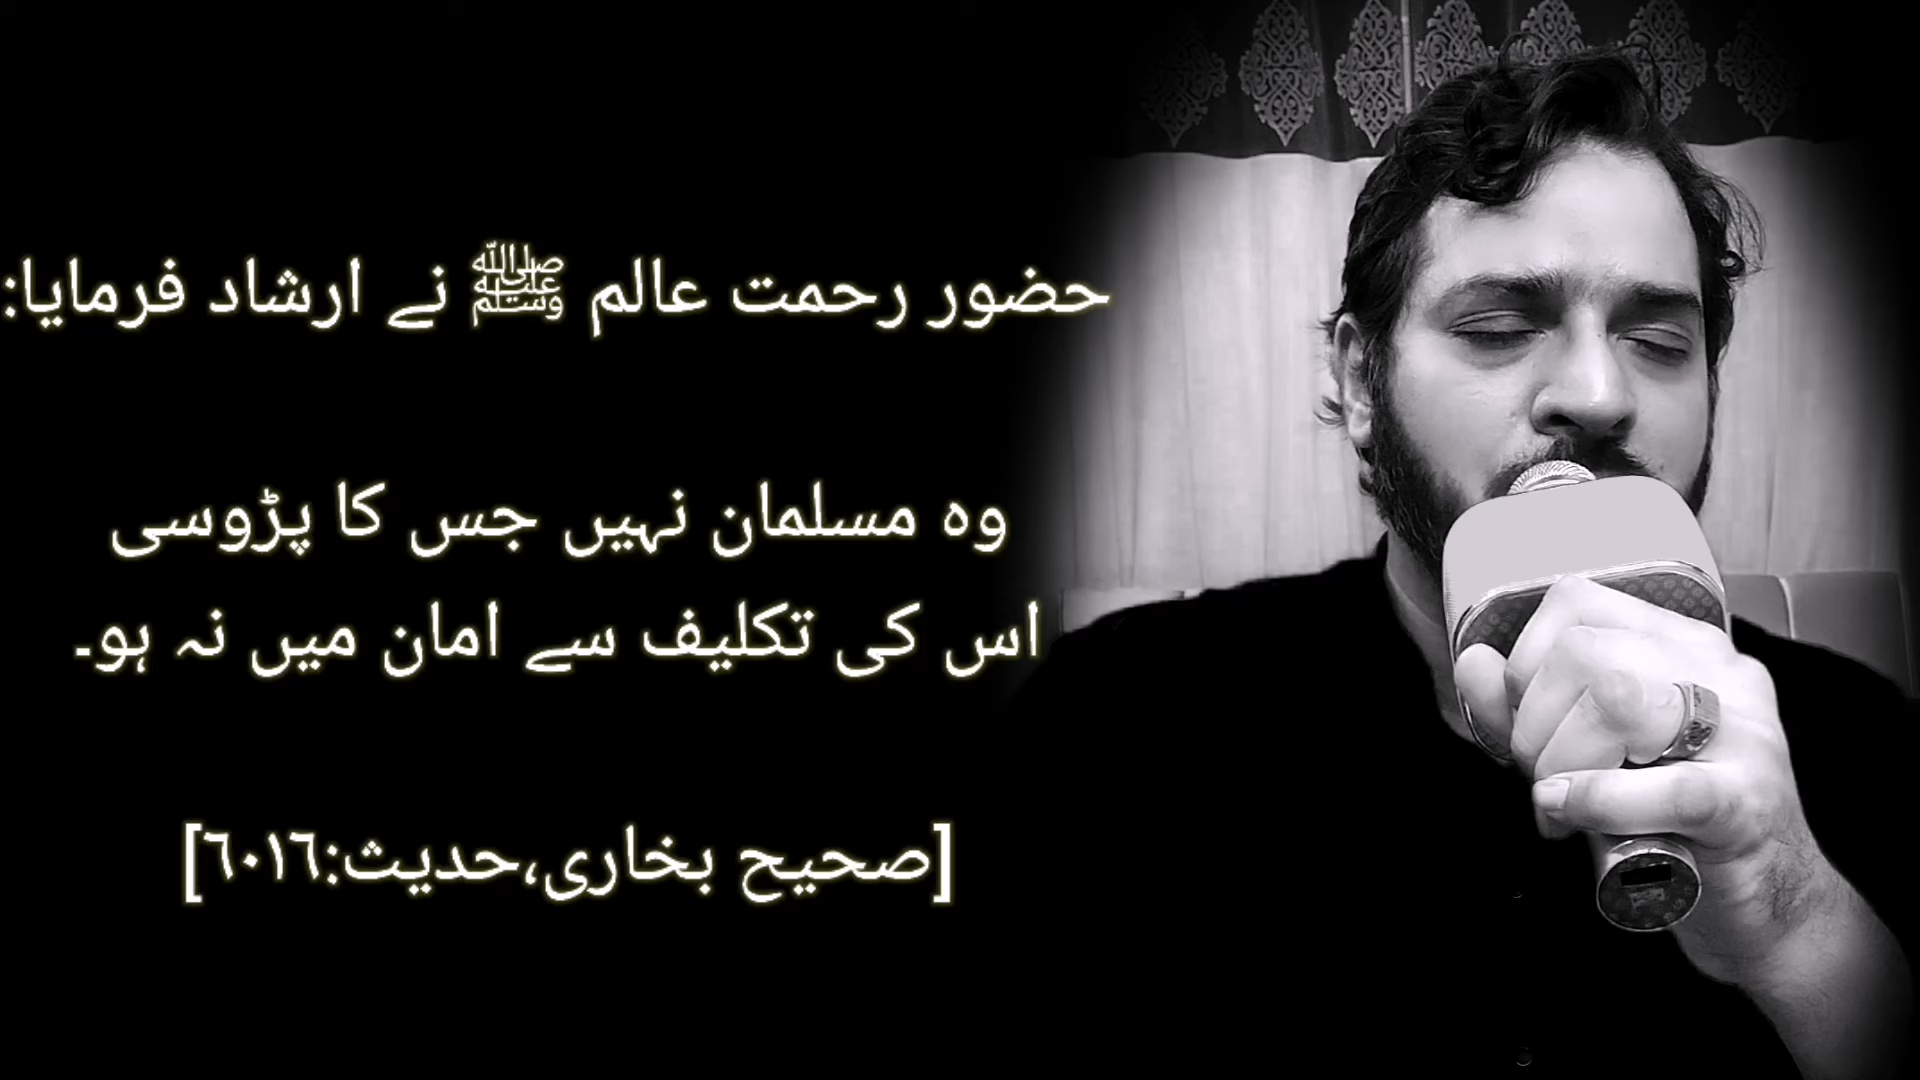 حضور رحمت عالم ﷺ نے ارشاد فرمایا:
وہ مسلمان نہیں جس کا پڑوسی
اس کی تکلیف سے امان میں نہ ہو۔
[صحیح بخاری،حدیث:٦٠١٦]